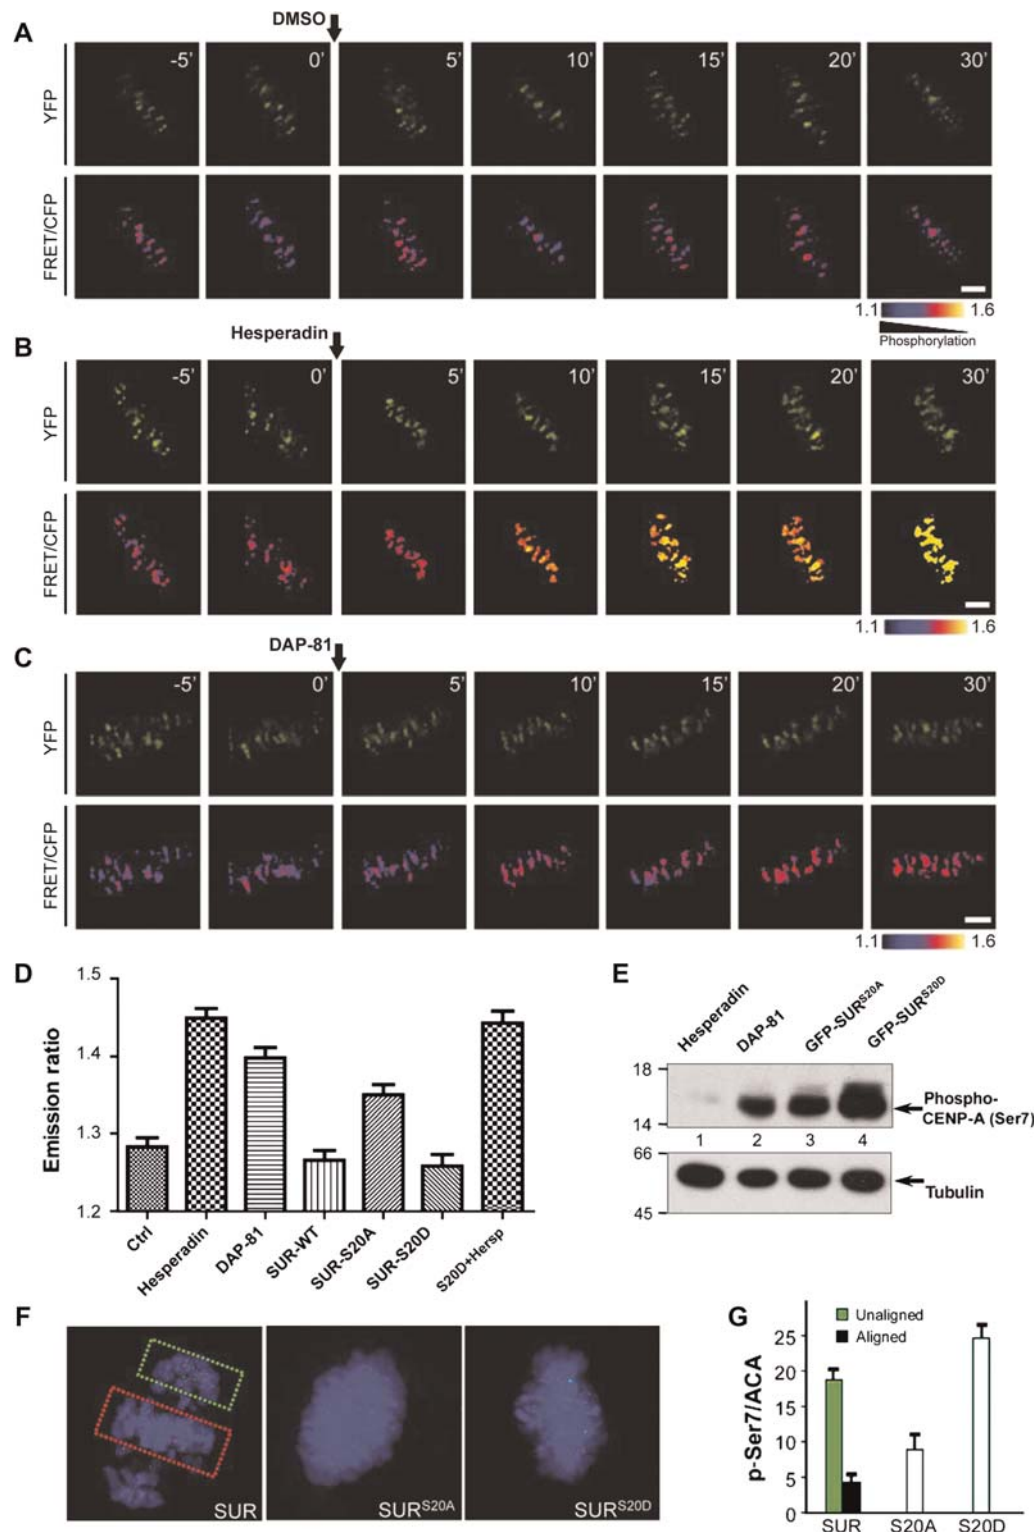 A
DMSO
-5' 0' 5' 10' 15' 20' 30'
YFP
FRET/CFP
1.1 1.6
Phosphorylation
B
Hesperadin
-5' 0' 5' 10' 15' 20' 30'
YFP
FRET/CFP
1.1 1.6
C
DAP-81
-5' 0' 5' 10' 15' 20' 30'
YFP
FRET/CFP
1.1 1.6
D
Emission ratio
1.5
1.4
1.3
1.2
Ctrl Hesperadin DAP-81 SUR-WT SUR-S20A SUR-S20D S20D+Hersp
E
Hesperadin DAP-81 GFP-SURS20A GFP-SURS20D
18
14
Phospho-
CENP-A (Ser7)
1 2 3 4
66
45
Tubulin
F
SUR SURS20A SURS20D
G
Unaligned
Aligned
p-Ser7/ACA
25
20
15
10
5
0
SUR S20A S20D